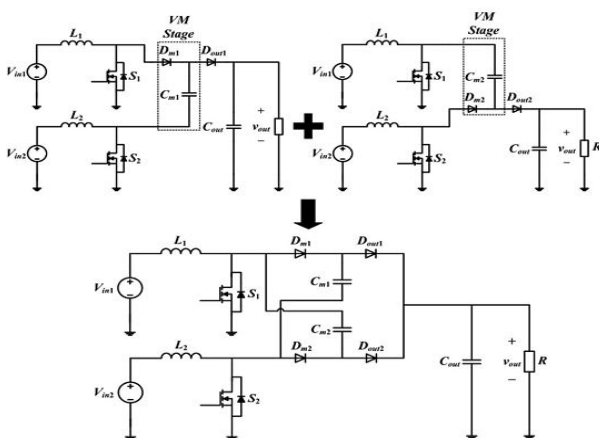 VM
Stage
L1
Dm1
Dout1
Vin1
S1
Cm1
L2
Cout
+
vout
−
Vin2
S2
VM
Stage
L1
Vin1
S1
Cm2
Dm2
Dout2
L2
Vin2
S2
Cout
+
vout
−
R
L1
Dm1
Dout1
Vin1
S1
Cm1
Cm2
L2
Dm2
Dout2
Vin2
S2
Cout
+
vout
−
R